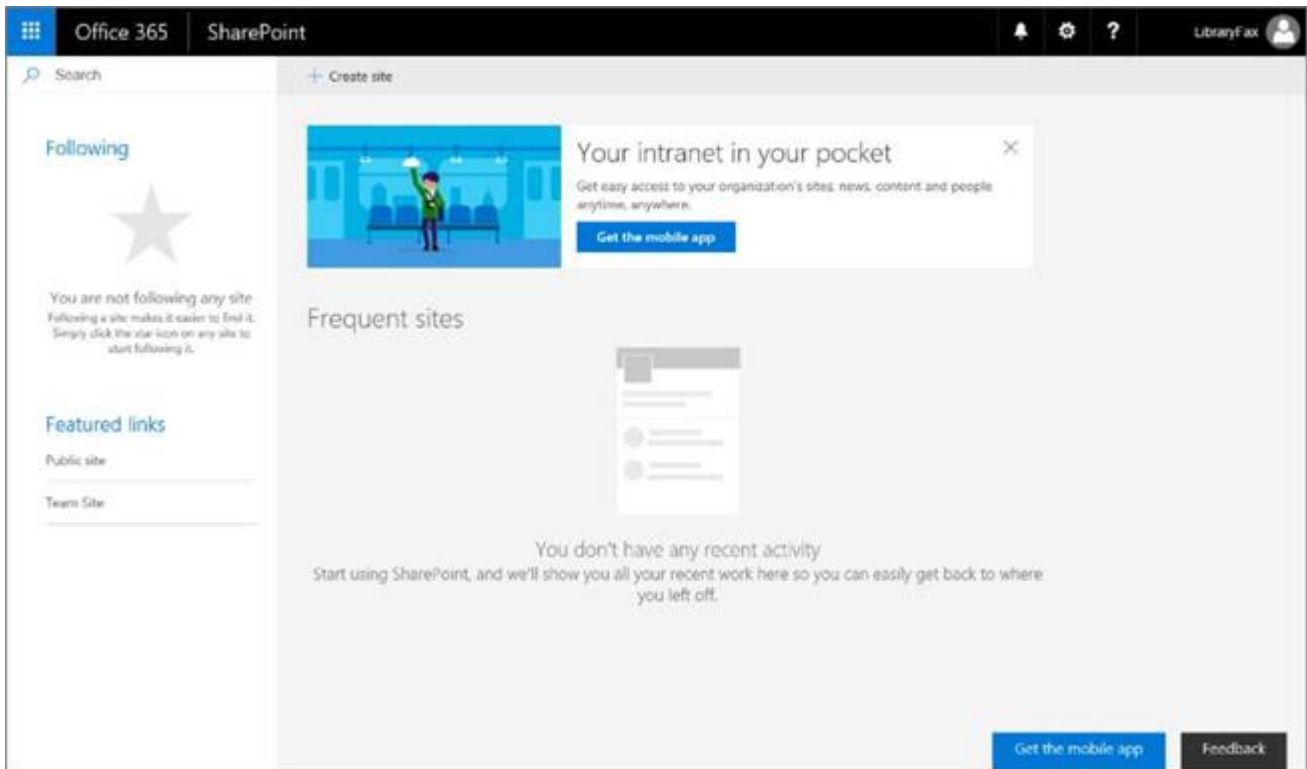 Office 365 SharePoint ? LibraryFax
Search
+ Create site
Following
You are not following any site
Following a site makes it easier to find it.
Simply click the star icon on any site to
start following it.
Featured links
Public site
Team Site
Your intranet in your pocket
Get easy access to your organization's sites, news, content and people
anytime, anywhere.
Get the mobile app
Frequent sites
You don't have any recent activity
Start using SharePoint, and we'll show you all your recent work here so you can easily get back to where
you left off.
Get the mobile app Feedback